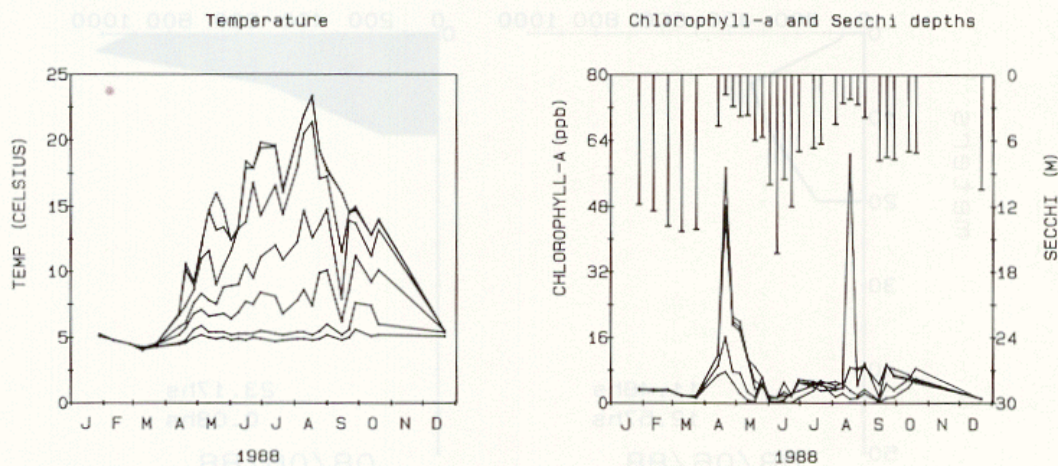 Temperature
25
20
15
10
5
0
TEMP (CELSIUS)
J F M A M J J A S O N D
1988
Chlorophyll-a and Secchi depths
80
64
48
32
16
0
CHLOROPHYLL-A (ppb)
0
6
12
18
24
30
SECCHI (M)
J F M A M J J A S O N D
1988